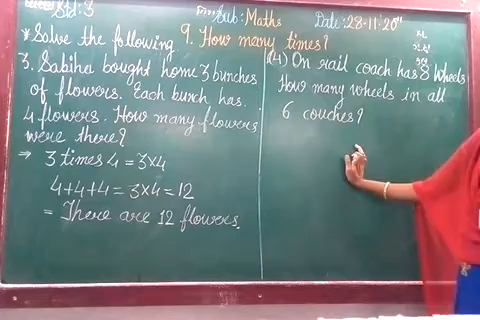 Std:3
Sub: Maths
Date:28-11-20
* Solve the following
9. How many times?
3. Sabiha bought home 3 bunches
of flowers. Each bunch has
4 flowers. How many flowers
were there?
⇒ 3 times 4 = 3×4
4+4+4 = 3×4 = 12
= There are 12 flowers.
(4) On rail coach has 8 Wheels
How many wheels in all
6 couches?